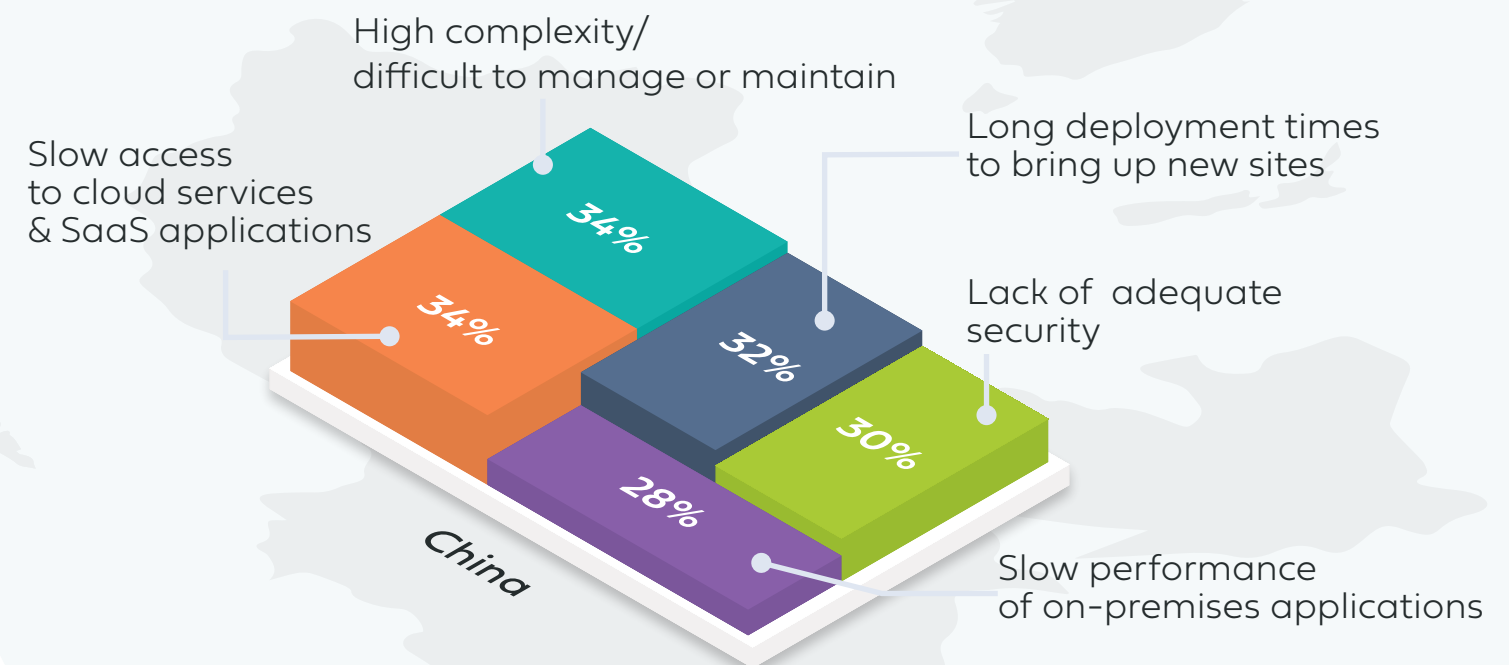 High complexity/
difficult to manage or maintain
Slow access
to cloud services
& SaaS applications
Long deployment times
to bring up new sites
Lack of adequate
security
34%
34%
32%
30%
28%
China
Slow performance
of on-premises applications